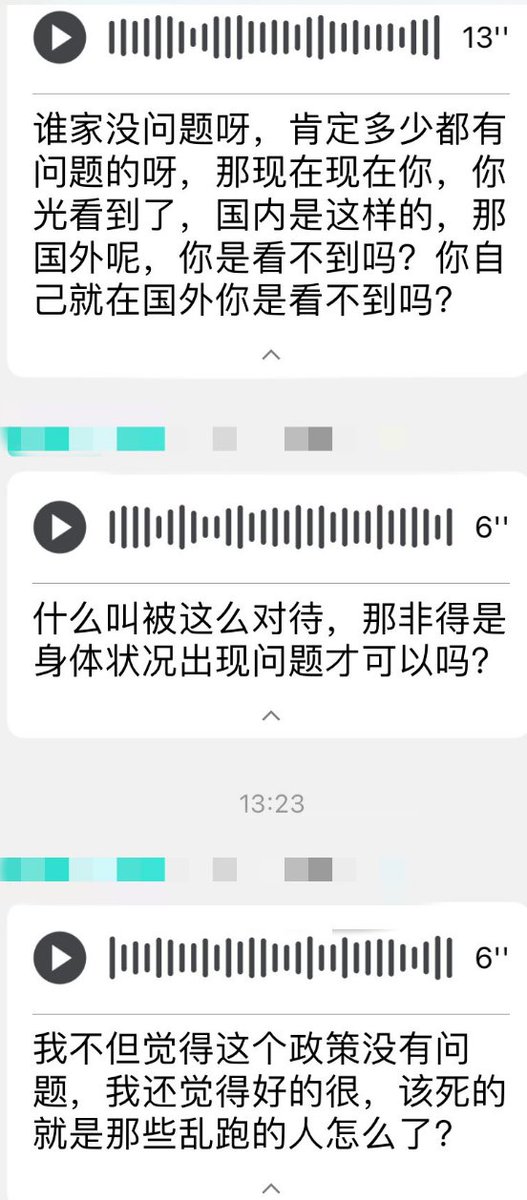 13''
谁家没问题呀，肯定多少都有
问题的呀，那现在现在你，你
光看到了，国内是这样的，那
国外呢，你是看不到吗？你自
己就在国外你是看不到吗？
6''
什么叫被这么对待，那非得是
身体状况出现问题才可以吗？
13:23
6''
我不但觉得这个政策没有问
题，我还觉得好的很，该死的
就是那些乱跑的人怎么了？